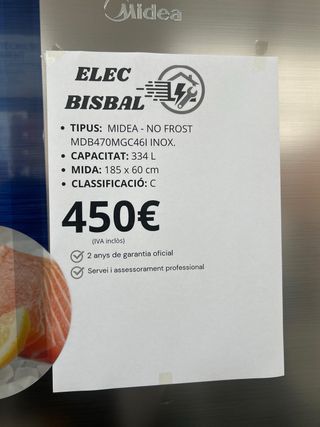 Midea
ELEC
BISBAL
• TIPUS: MIDEA - NO FROST
MDB470MGC46I INOX.
• CAPACITAT: 334 L
• MIDA: 185 x 60 cm
• CLASSIFICACIÓ: C
450€
(IVA inclòs)
2 anys de garantia oficial
Servei i assessorament professional